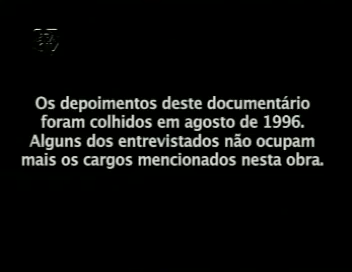 Os depoimentos deste documentário
foram colhidos em agosto de 1996.
Alguns dos entrevistados não ocupam
mais os cargos mencionados nesta obra.